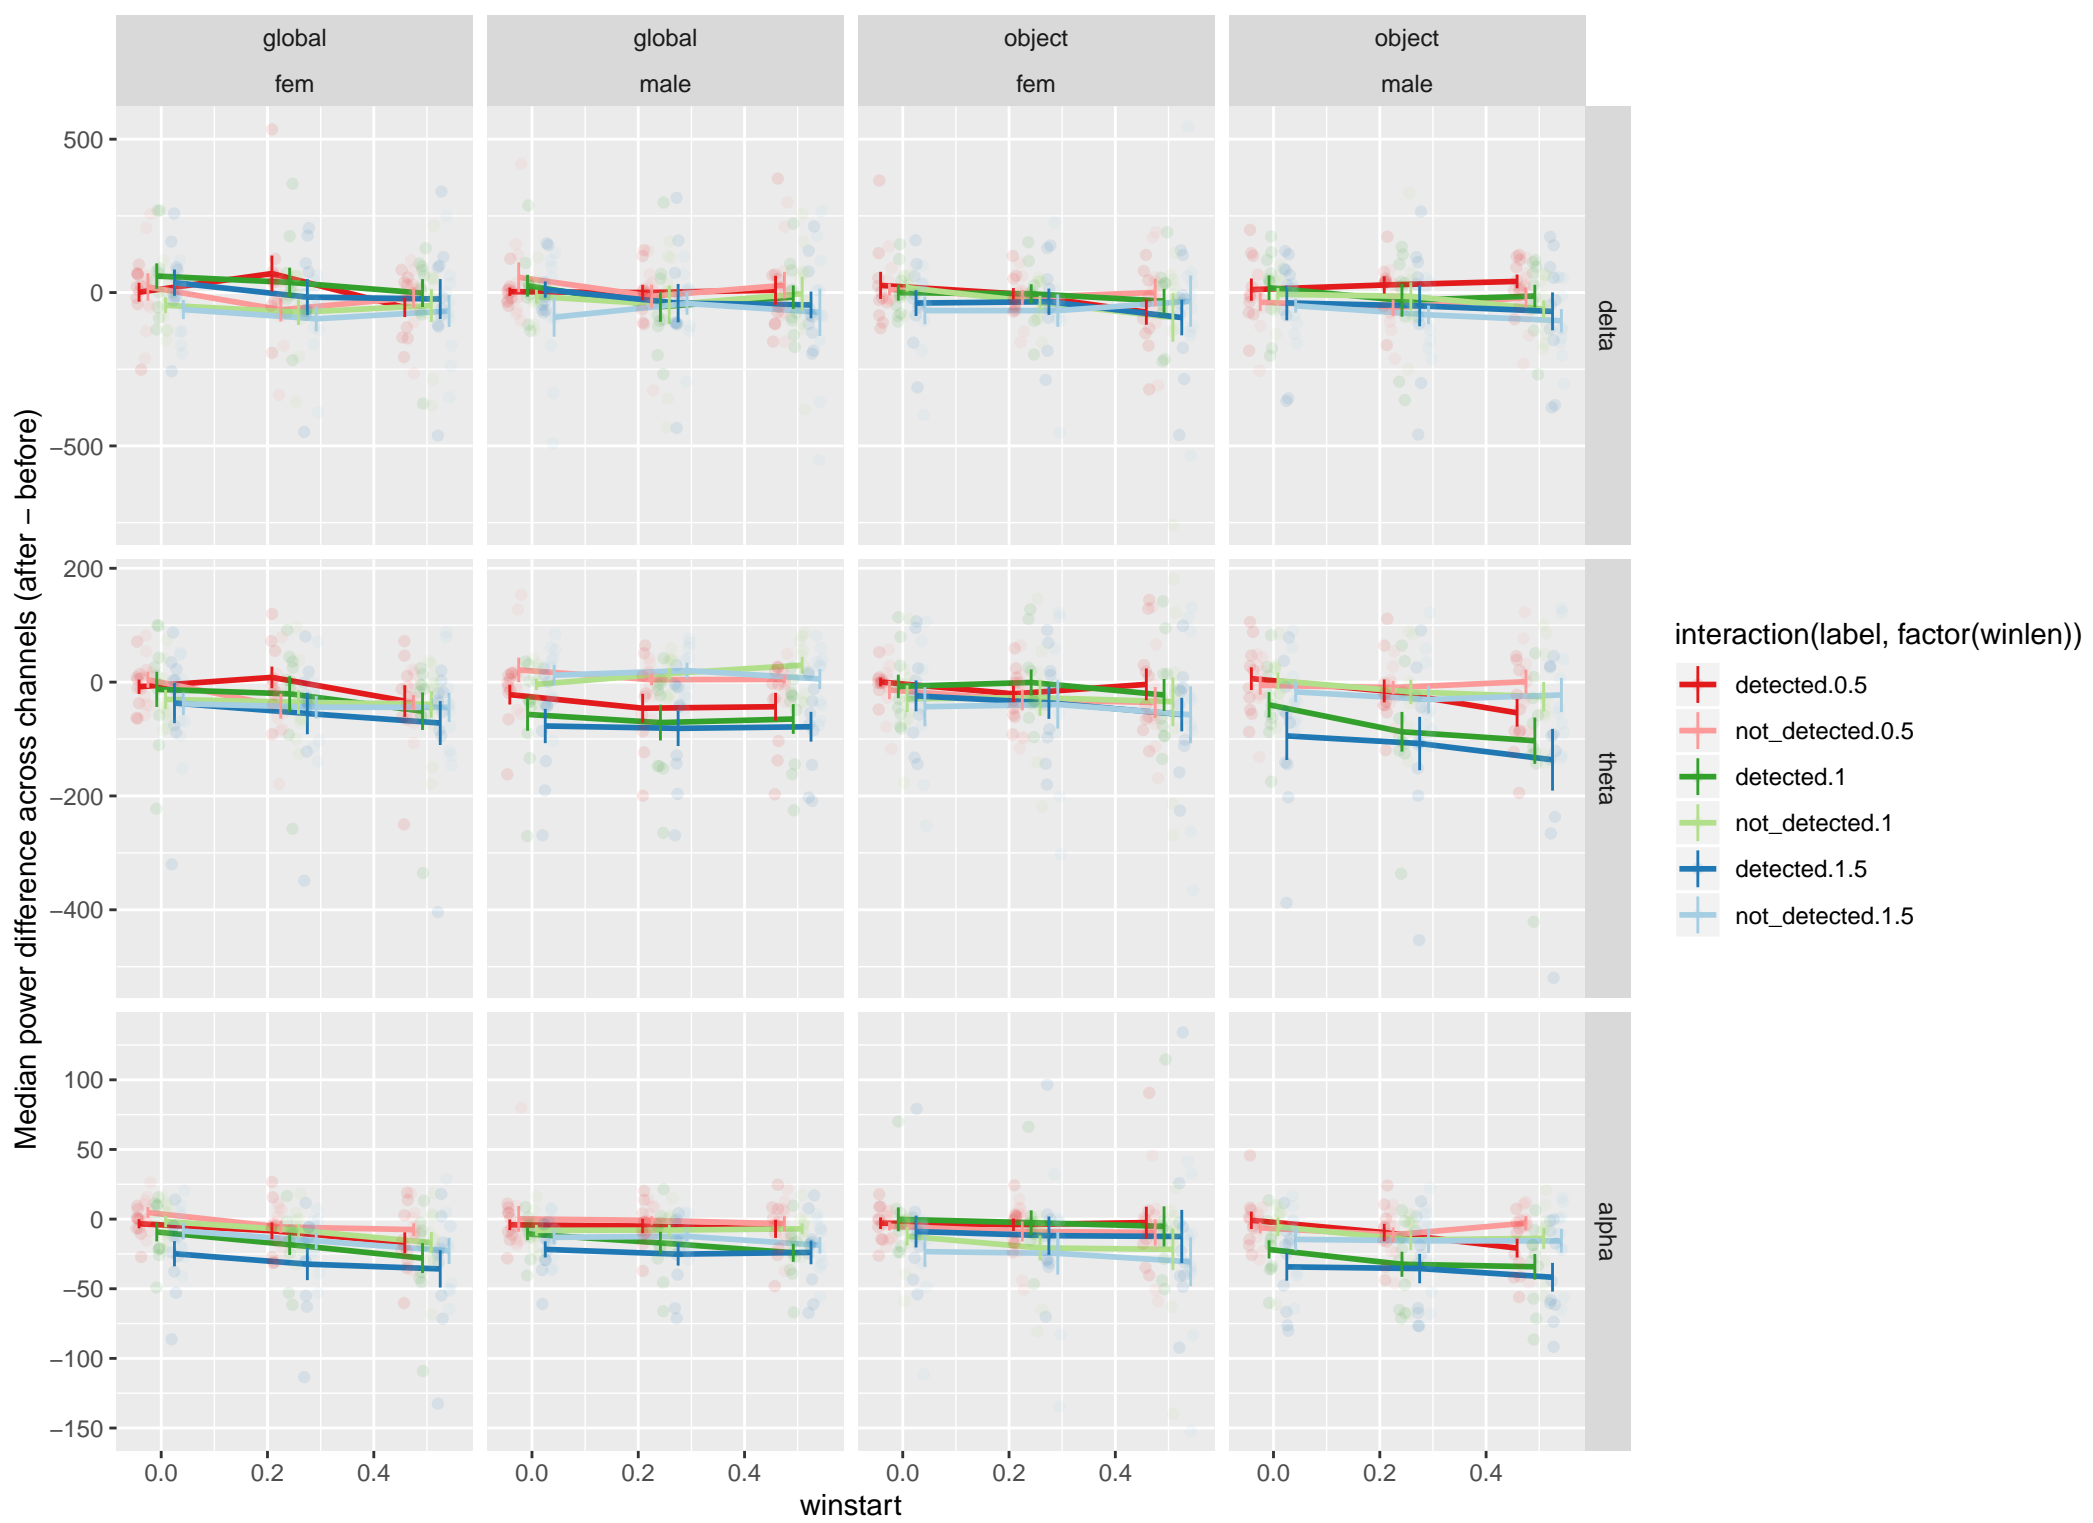 global global object object
fem male fem male
500
0
−500
delta
200
0
−200
−400
theta
100
50
0
−50
−100
−150
alpha
0.0 0.2 0.4 0.0 0.2 0.4 0.0 0.2 0.4 0.0 0.2 0.4
winstart
Median power difference across channels (after − before)
interaction(label, factor(winlen))
detected.0.5
not_detected.0.5
detected.1
not_detected.1
detected.1.5
not_detected.1.5